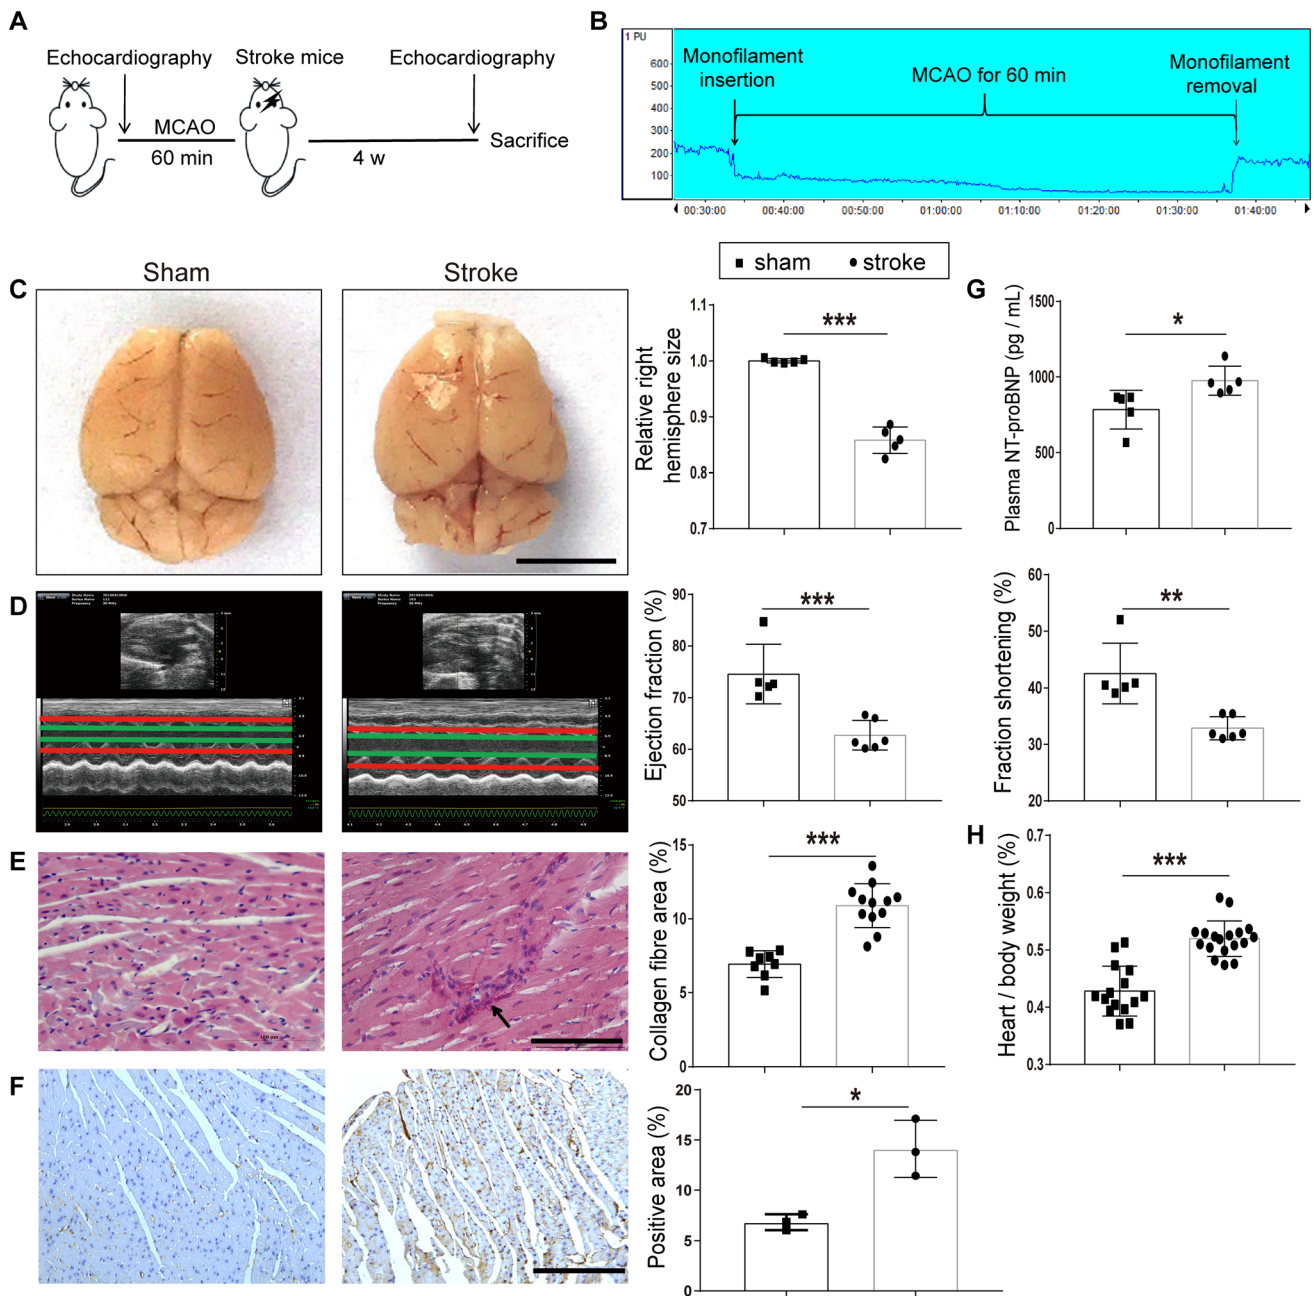 A
Echocardiography
Stroke mice
Echocardiography
MCAO
60 min
4 w
Sacrifice
B
1 PU
600
500
400
300
200
100
Monofilament
insertion
MCAO for 60 min
Monofilament
removal
00:30:00
00:40:00
00:50:00
01:00:00
01:10:00
01:20:00
01:30:00
01:40:00
sham
stroke
C
Sham
Stroke
Relative right
hemisphere size
1.1
1.0
0.9
0.8
0.7
***
G
Plasma NT-proBNP (pg / mL)
1500
1000
500
0
*
D
Ejection fraction (%)
90
80
70
60
50
***
Fraction shortening (%)
60
50
40
30
20
**
E
100 µm
Collagen fibre area (%)
15
10
5
0
***
H
Heart / body weight (%)
0.7
0.6
0.5
0.4
0.3
***
F
Positive area (%)
20
15
10
5
0
*